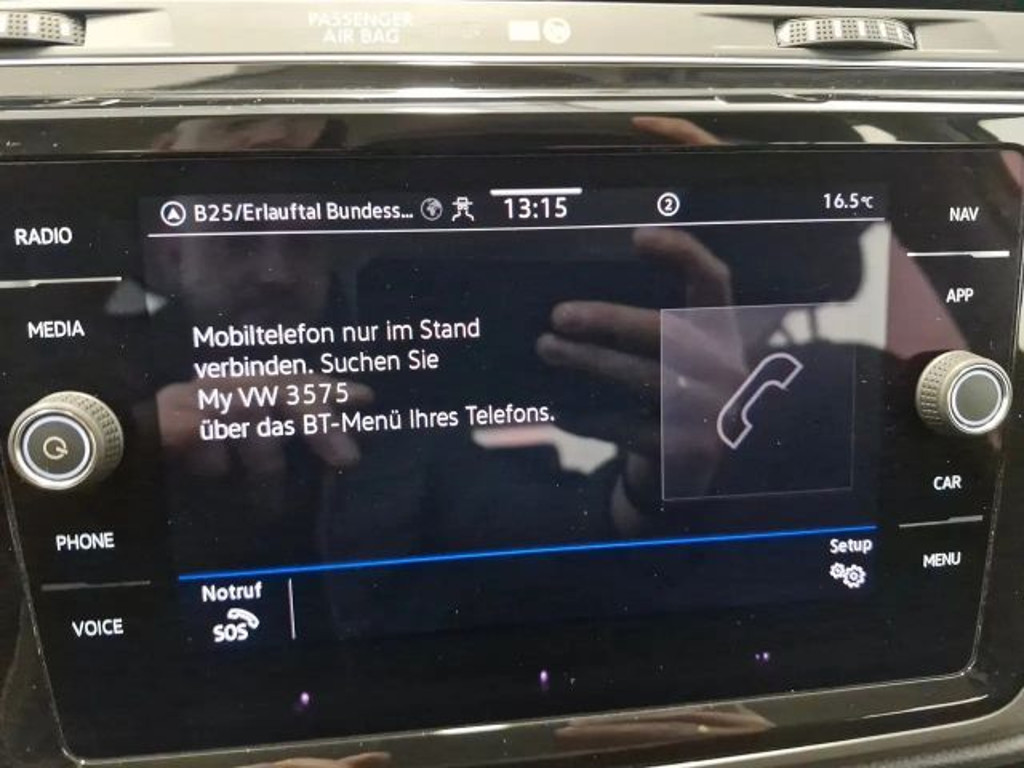 PASSENGER
AIR BAG
B25/Erlauftal Bundess... 13:15 2 16.5°C
RADIO
MEDIA
PHONE
VOICE
Mobiltelefon nur im Stand
verbinden. Suchen Sie
My VW 3575
über das BT-Menü Ihres Telefons.
Notruf
SOS
Setup
NAV
APP
CAR
MENU